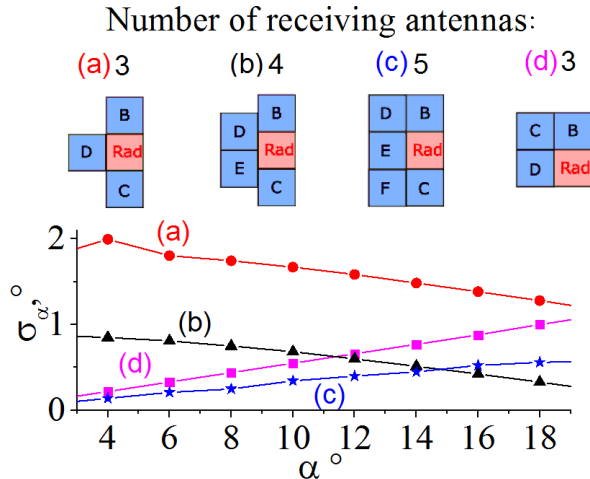 Number of receiving antennas:
(a) 3 (b) 4 (c) 5 (d) 3
B B D B C B
D Rad D Rad E Rad D Rad
E
C C F C
2 (a)
σα,°
1 (b)
(d)
(c)
0
4 6 8 10 12 14 16 18
α °